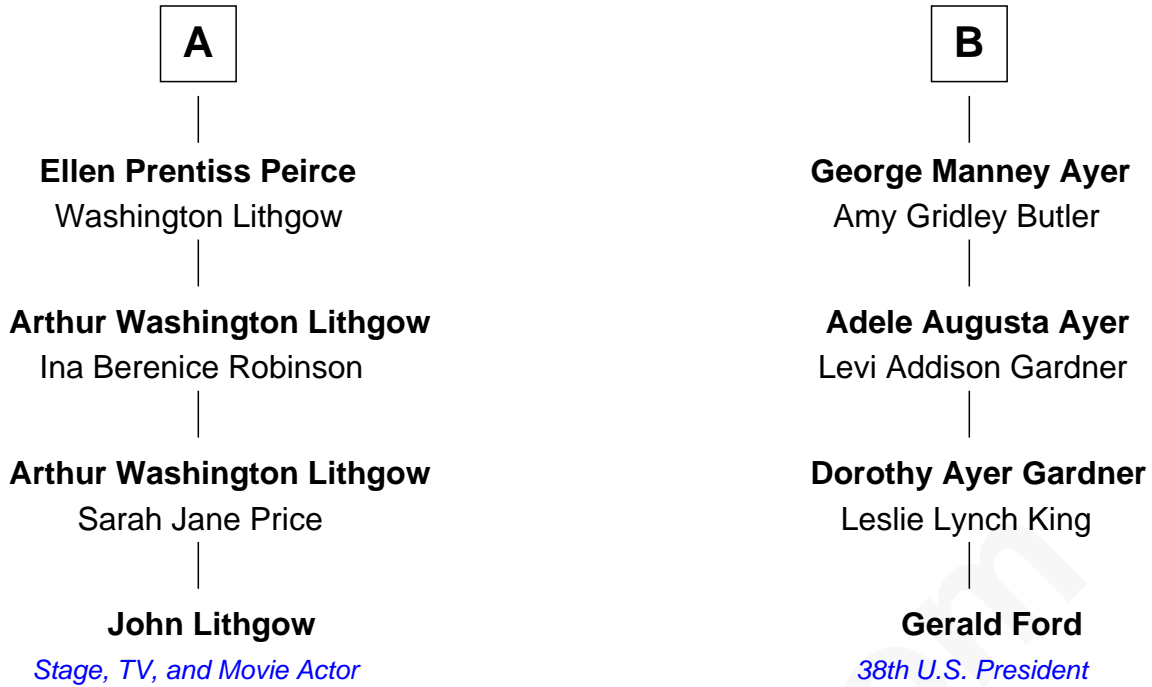 A
Ellen Prentiss Peirce
Washington Lithgow
Arthur Washington Lithgow
Ina Berenice Robinson
Arthur Washington Lithgow
Sarah Jane Price
John Lithgow
Stage, TV, and Movie Actor
B
George Manney Ayer
Amy Gridley Butler
Adele Augusta Ayer
Levi Addison Gardner
Dorothy Ayer Gardner
Leslie Lynch King
Gerald Ford
38th U.S. President